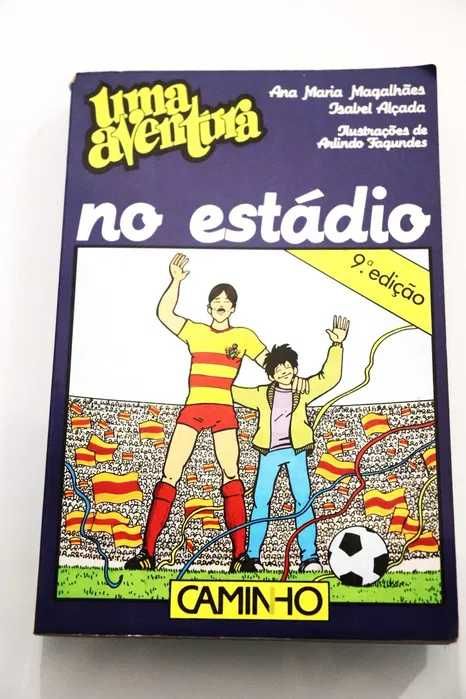 uma
aventura
Ana Maria Magalhães
Isabel Alçada
Ilustrações de
Arlindo Fagundes
no estádio
9.ª edição
CAMINHO